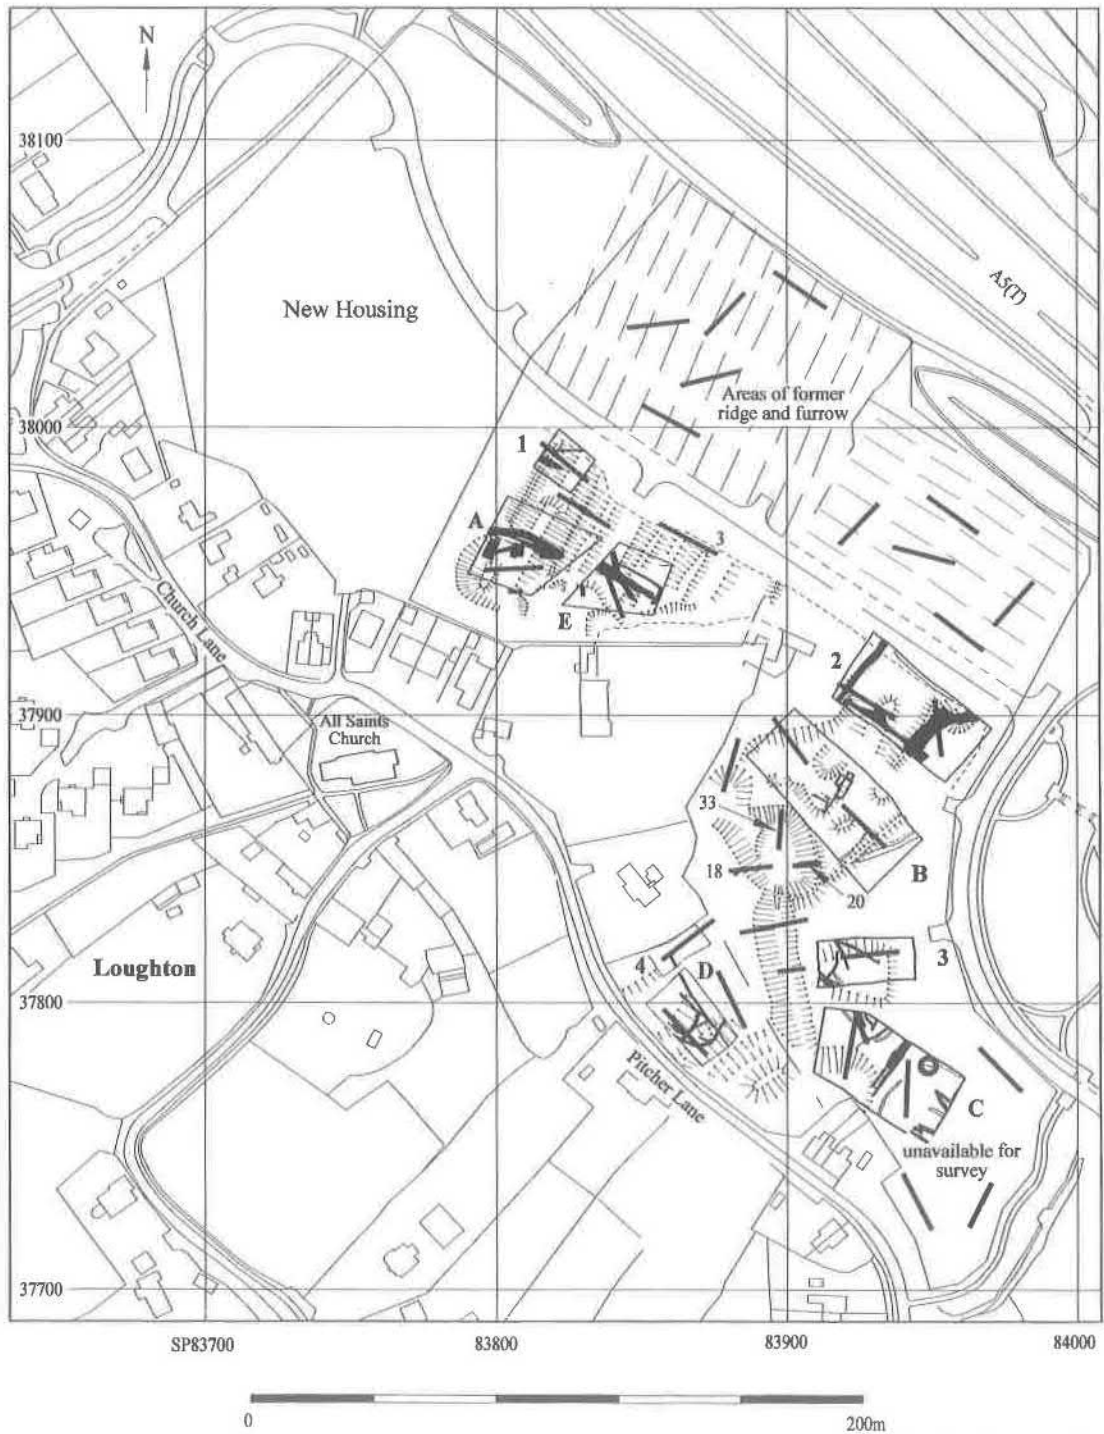 N
38100
A5(T)
New Housing
Areas of former
ridge and furrow
38000
1
A
3
E
Church Lane
2
37900
All Saints
Church
33
B
18
20
Loughton
3
4
D
37800
Pitcher Lane
C
unavailable for
survey
37700
SP83700
83800
83900
84000
0
200m